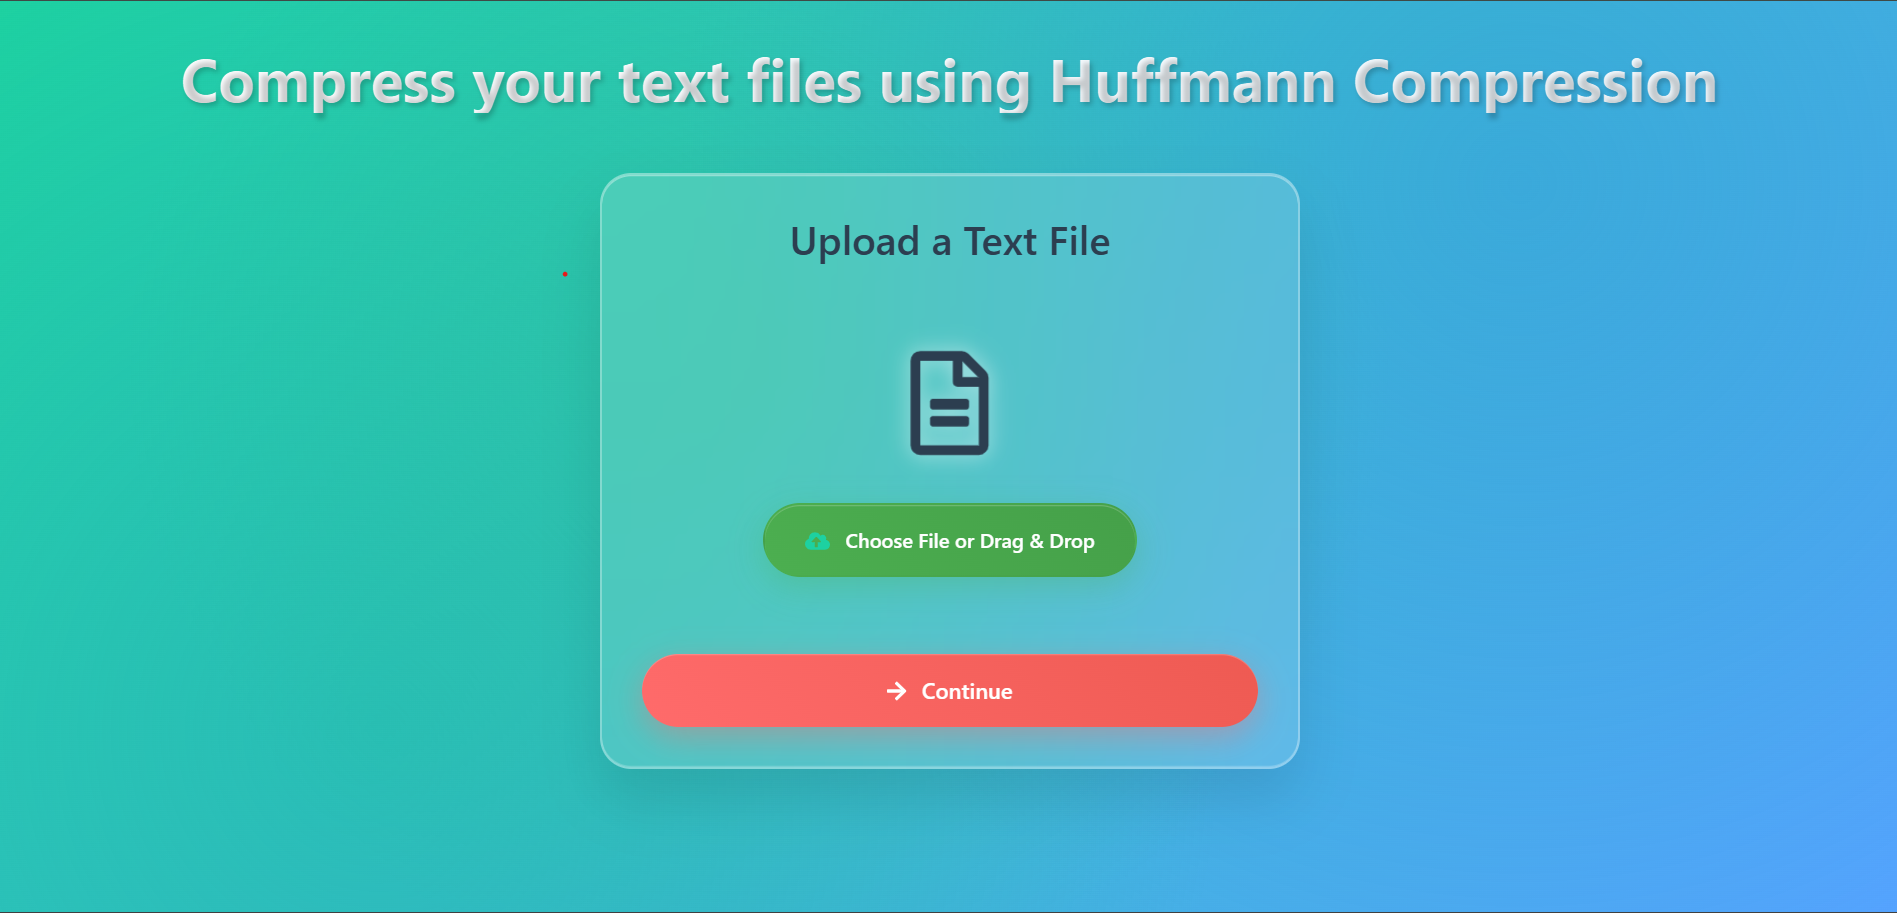 Compress your text files using Huffmann Compression
Upload a Text File
Choose File or Drag & Drop
Continue